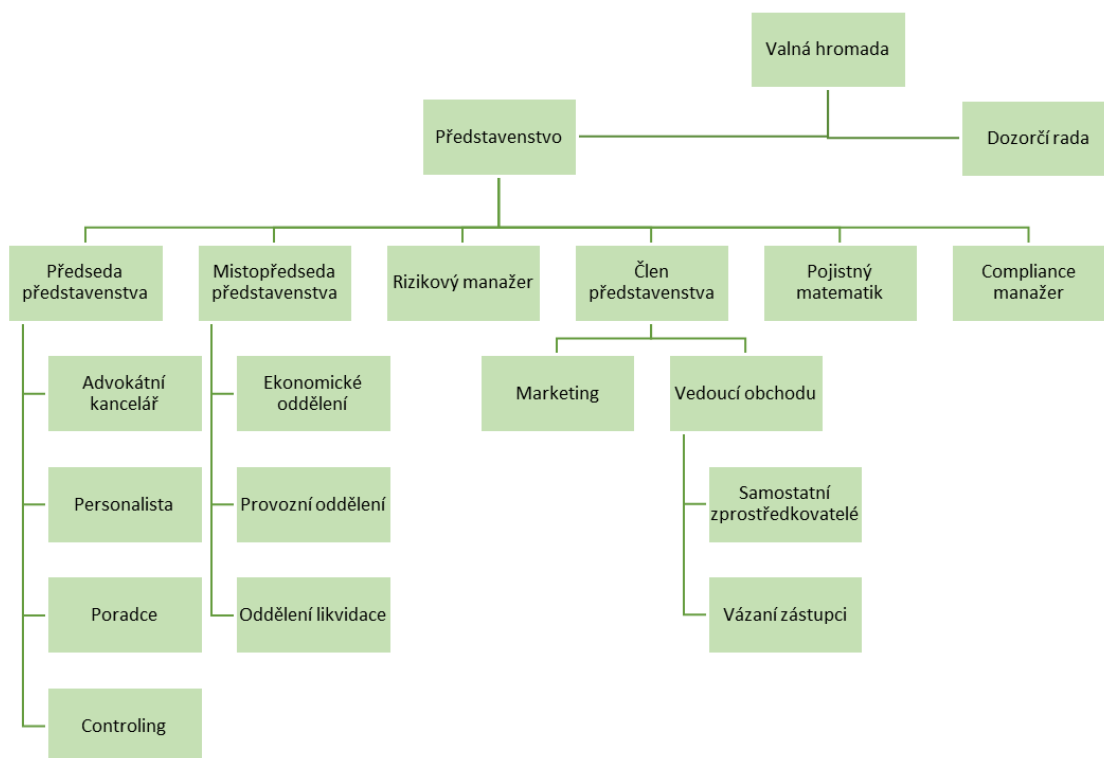 Valná hromada
Představenstvo
Dozorčí rada
Předseda
představenstva
Mistopředseda
představenstva
Rizikový manažer
Člen
představenstva
Pojistný
matematik
Compliance
manažer
Advokátní
kancelář
Ekonomické
oddělení
Marketing
Vedoucí obchodu
Personalista
Provozní oddělení
Samostatní
zprostředkovatelé
Poradce
Oddělení likvidace
Vázaní zástupci
Controling